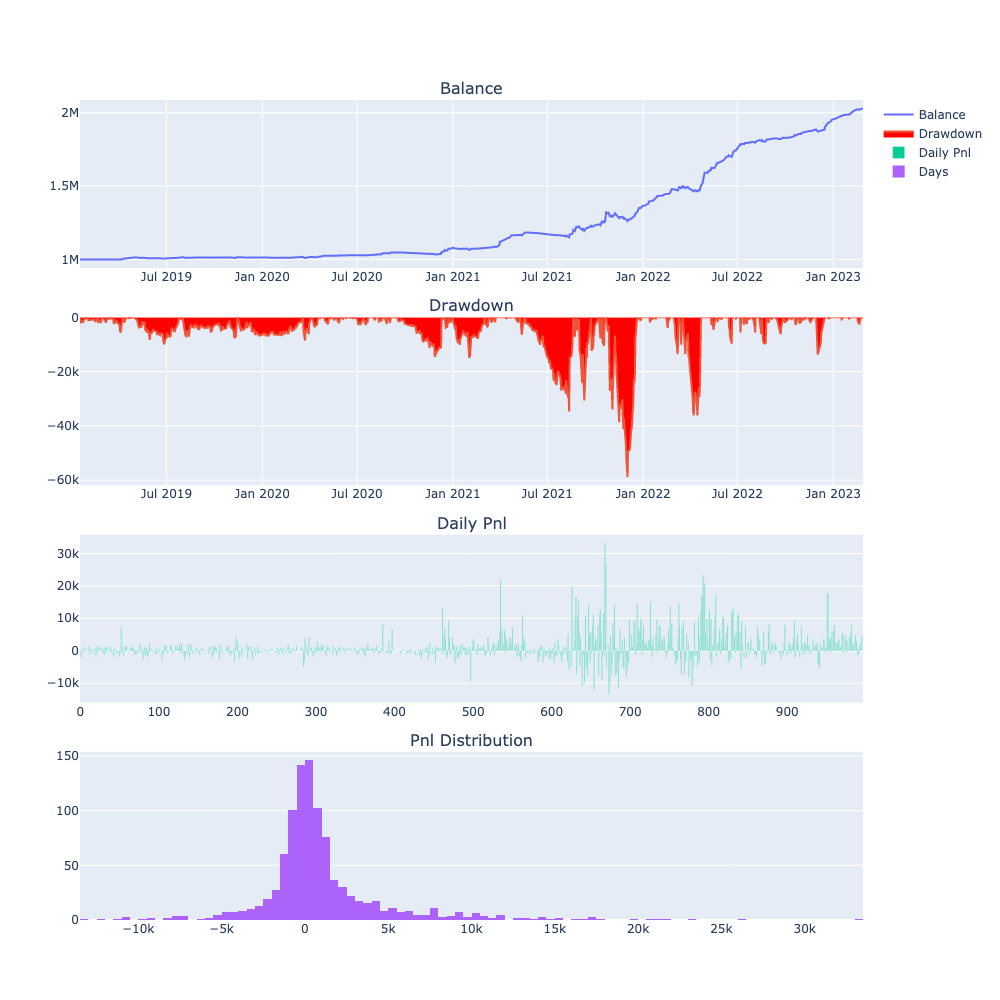 Balance
2M
1.5M
1M
Jul 2019 Jan 2020 Jul 2020 Jan 2021 Jul 2021 Jan 2022 Jul 2022 Jan 2023
Balance
Drawdown
Daily Pnl
Days
Drawdown
0
−20k
−40k
−60k
Jul 2019 Jan 2020 Jul 2020 Jan 2021 Jul 2021 Jan 2022 Jul 2022 Jan 2023
Daily Pnl
30k
20k
10k
0
−10k
0 100 200 300 400 500 600 700 800 900
Pnl Distribution
150
100
50
0
−10k −5k 0 5k 10k 15k 20k 25k 30k